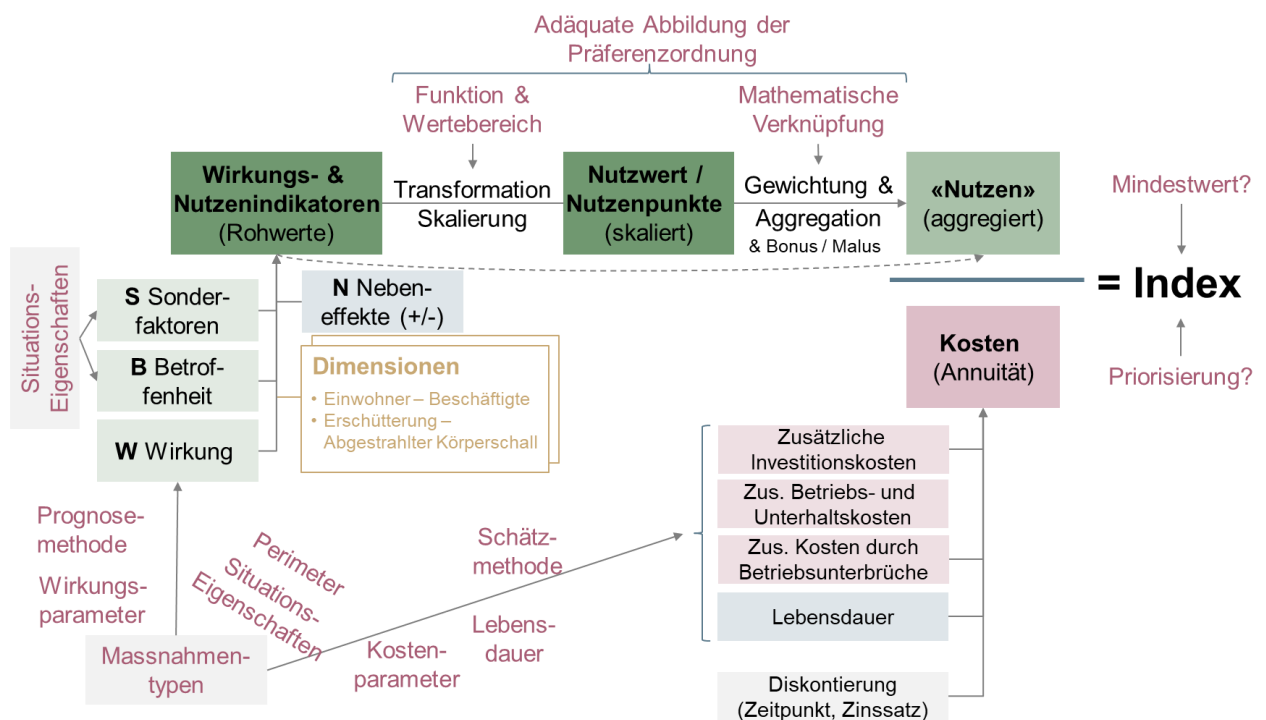 Adäquate Abbildung der
Präferenzordnung
Funktion &
Wertebereich
Mathematische
Verknüpfung
Wirkungs- &
Nutzenindikatoren
(Rohwerte)
Transformation
Skalierung
Nutzwert /
Nutzenpunkte
(skaliert)
Gewichtung &
Aggregation
& Bonus / Malus
«Nutzen»
(aggregiert)
Mindestwert?
= Index
Priorisierung?
Situations-
Eigenschaften
S Sonder-
faktoren
B Betrof-
fenheit
W Wirkung
N Neben-
effekte (+/-)
Dimensionen
• Einwohner – Beschäftigte
• Erschütterung –
Abgestrahlter Körperschall
Kosten
(Annuität)
Zusätzliche
Investitionskosten
Zus. Betriebs- und
Unterhaltskosten
Zus. Kosten durch
Betriebsunterbrüche
Lebensdauer
Diskontierung
(Zeitpunkt, Zinssatz)
Prognose-
methode
Wirkungs-
parameter
Perimeter
Situations-
Eigenschaften
Schätz-
methode
Lebens-
dauer
Kosten-
parameter
Massnahmen-
typen